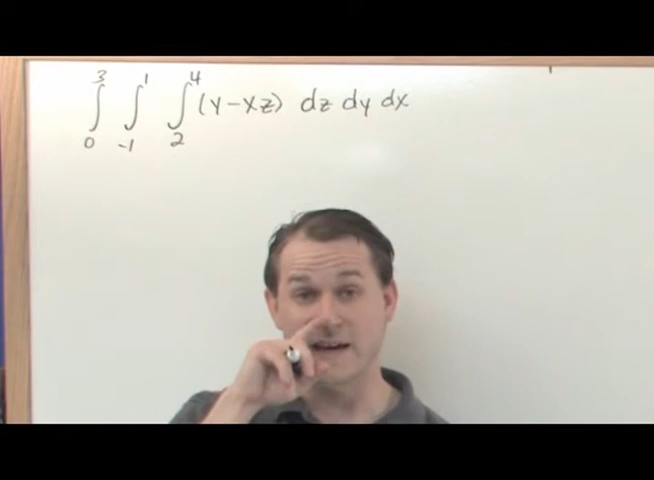 ∫₀³ ∫₋₁¹ ∫₂⁴ (y-xz) dz dy dx